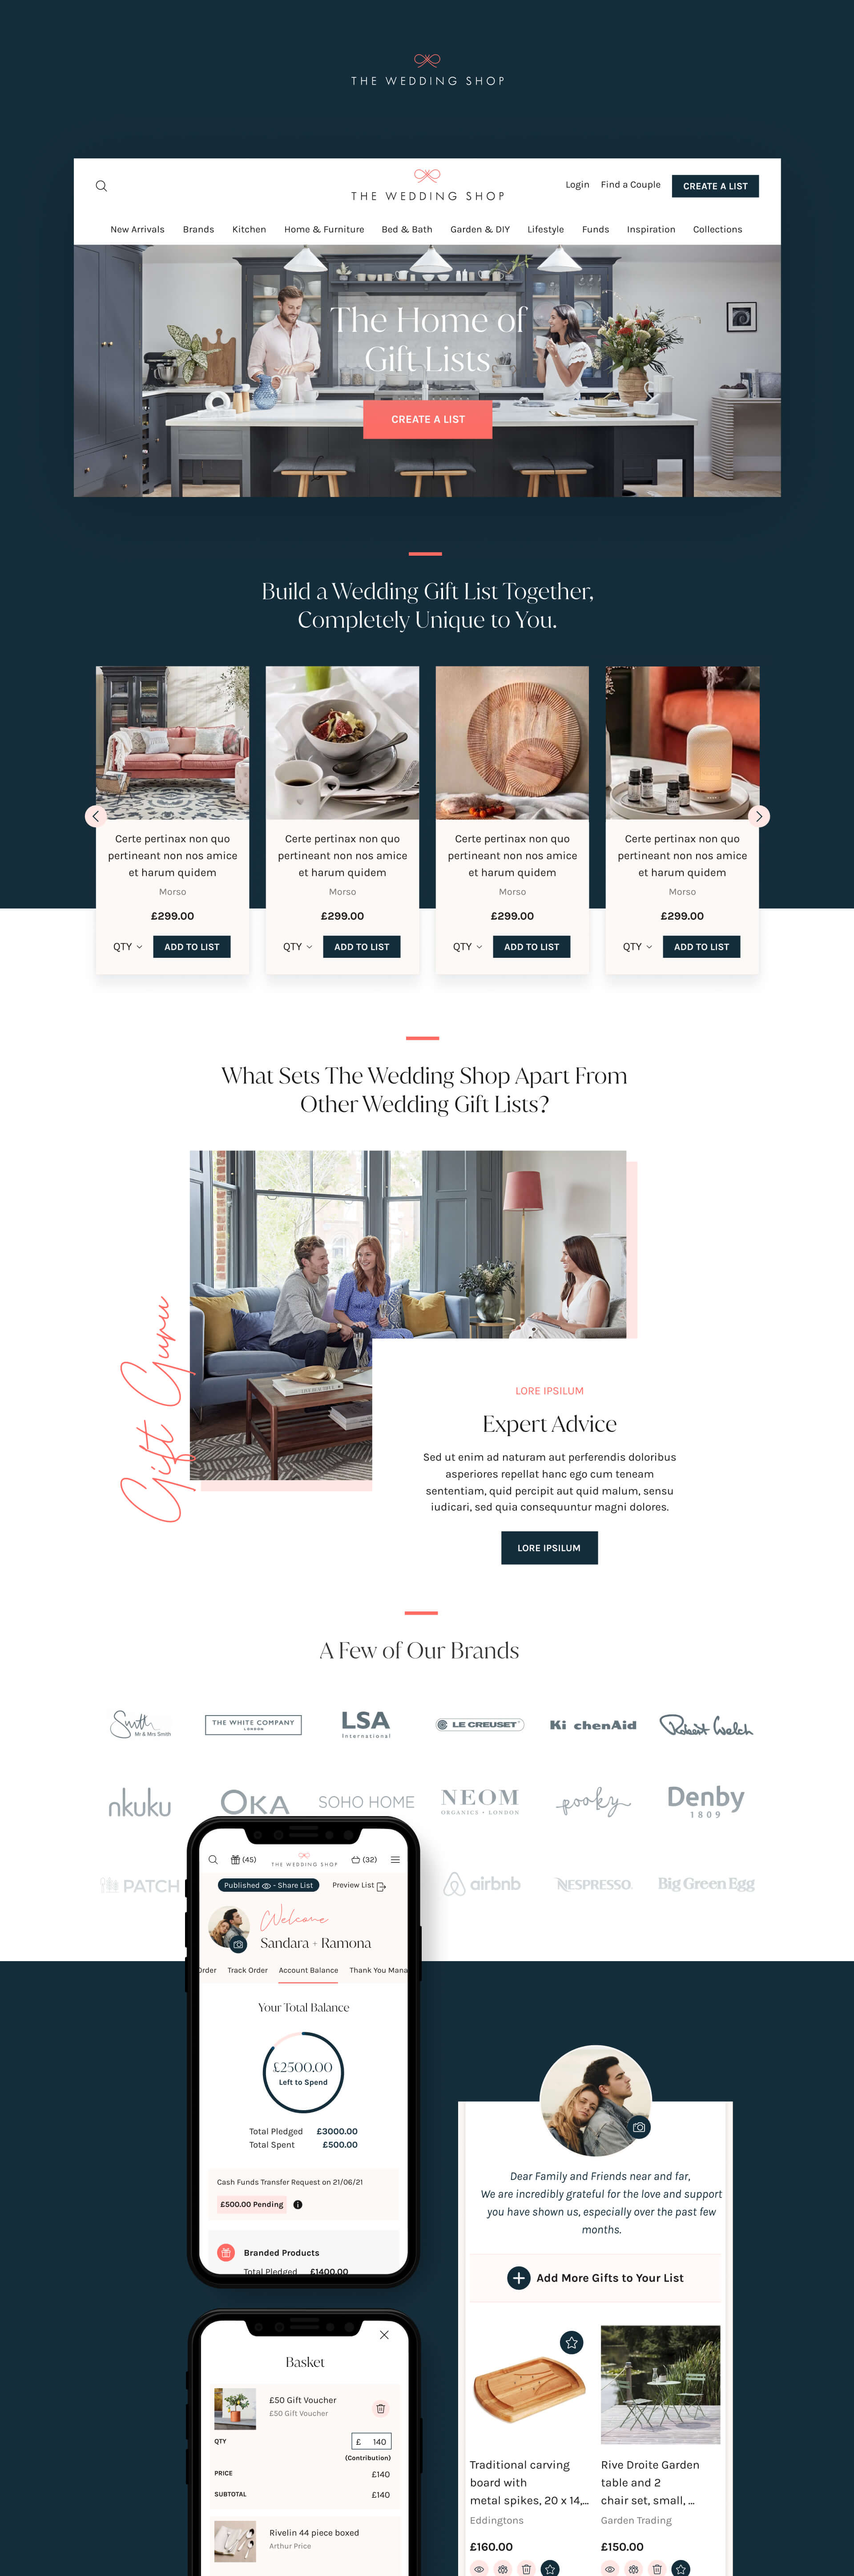 THE WEDDING SHOP
THE WEDDING SHOP
Login Find a Couple CREATE A LIST
New Arrivals Brands Kitchen Home & Furniture Bed & Bath Garden & DIY Lifestyle Funds Inspiration Collections
The Home of
Gift Lists
CREATE A LIST
Build a Wedding Gift List Together,
Completely Unique to You.
Certe pertinax non quo
pertineant non nos amice
et harum quidem
Morso
£299.00
QTY ADD TO LIST
Certe pertinax non quo
pertineant non nos amice
et harum quidem
Morso
£299.00
QTY ADD TO LIST
Certe pertinax non quo
pertineant non nos amice
et harum quidem
Morso
£299.00
QTY ADD TO LIST
Certe pertinax non quo
pertineant non nos amice
et harum quidem
Morso
£299.00
QTY ADD TO LIST
What Sets The Wedding Shop Apart From
Other Wedding Gift Lists?
Gift Guru
LORE IPSILUM
Expert Advice
Sed ut enim ad naturam aut perferendis doloribus
asperiores repellat hanc ego cum teneam
sententiam, quid percipit aut quid malum, sensu
iudicari, sed quia consequuntur magni dolores.
LORE IPSILUM
A Few of Our Brands
Smith
Mr & Mrs Smith
THE WHITE COMPANY
LONDON
LSA
International
LE CREUSET
Ki chenAid
Robert Welch
nkuku
OKA
SOHO HOME
NEOM
ORGANICS • LONDON
pooky
Denby
1809
PATCH
airbnb
NESPRESSO
Big Green Egg
(45) THE WEDDING SHOP (32)
Published - Share List Preview List
Welcome
Sandara + Ramona
Order Track Order Account Balance Thank You Mana
Your Total Balance
£2500.00
Left to Spend
Total Pledged £3000.00
Total Spent £500.00
Cash Funds Transfer Request on 21/06/21
£500.00 Pending
Branded Products
Total Pledged £1400.00
Basket
£50 Gift Voucher
£50 Gift Voucher
QTY £ 140
(Contribution)
PRICE £140
SUBTOTAL £140
Rivelin 44 piece boxed
Arthur Price
Dear Family and Friends near and far,
We are incredibly grateful for the love and support
you have shown us, especially over the past few
months.
Add More Gifts to Your List
Traditional carving
board with
metal spikes, 20 x 14,...
Eddingtons
£160.00
Rive Droite Garden
table and 2
chair set, small, ...
Garden Trading
£150.00